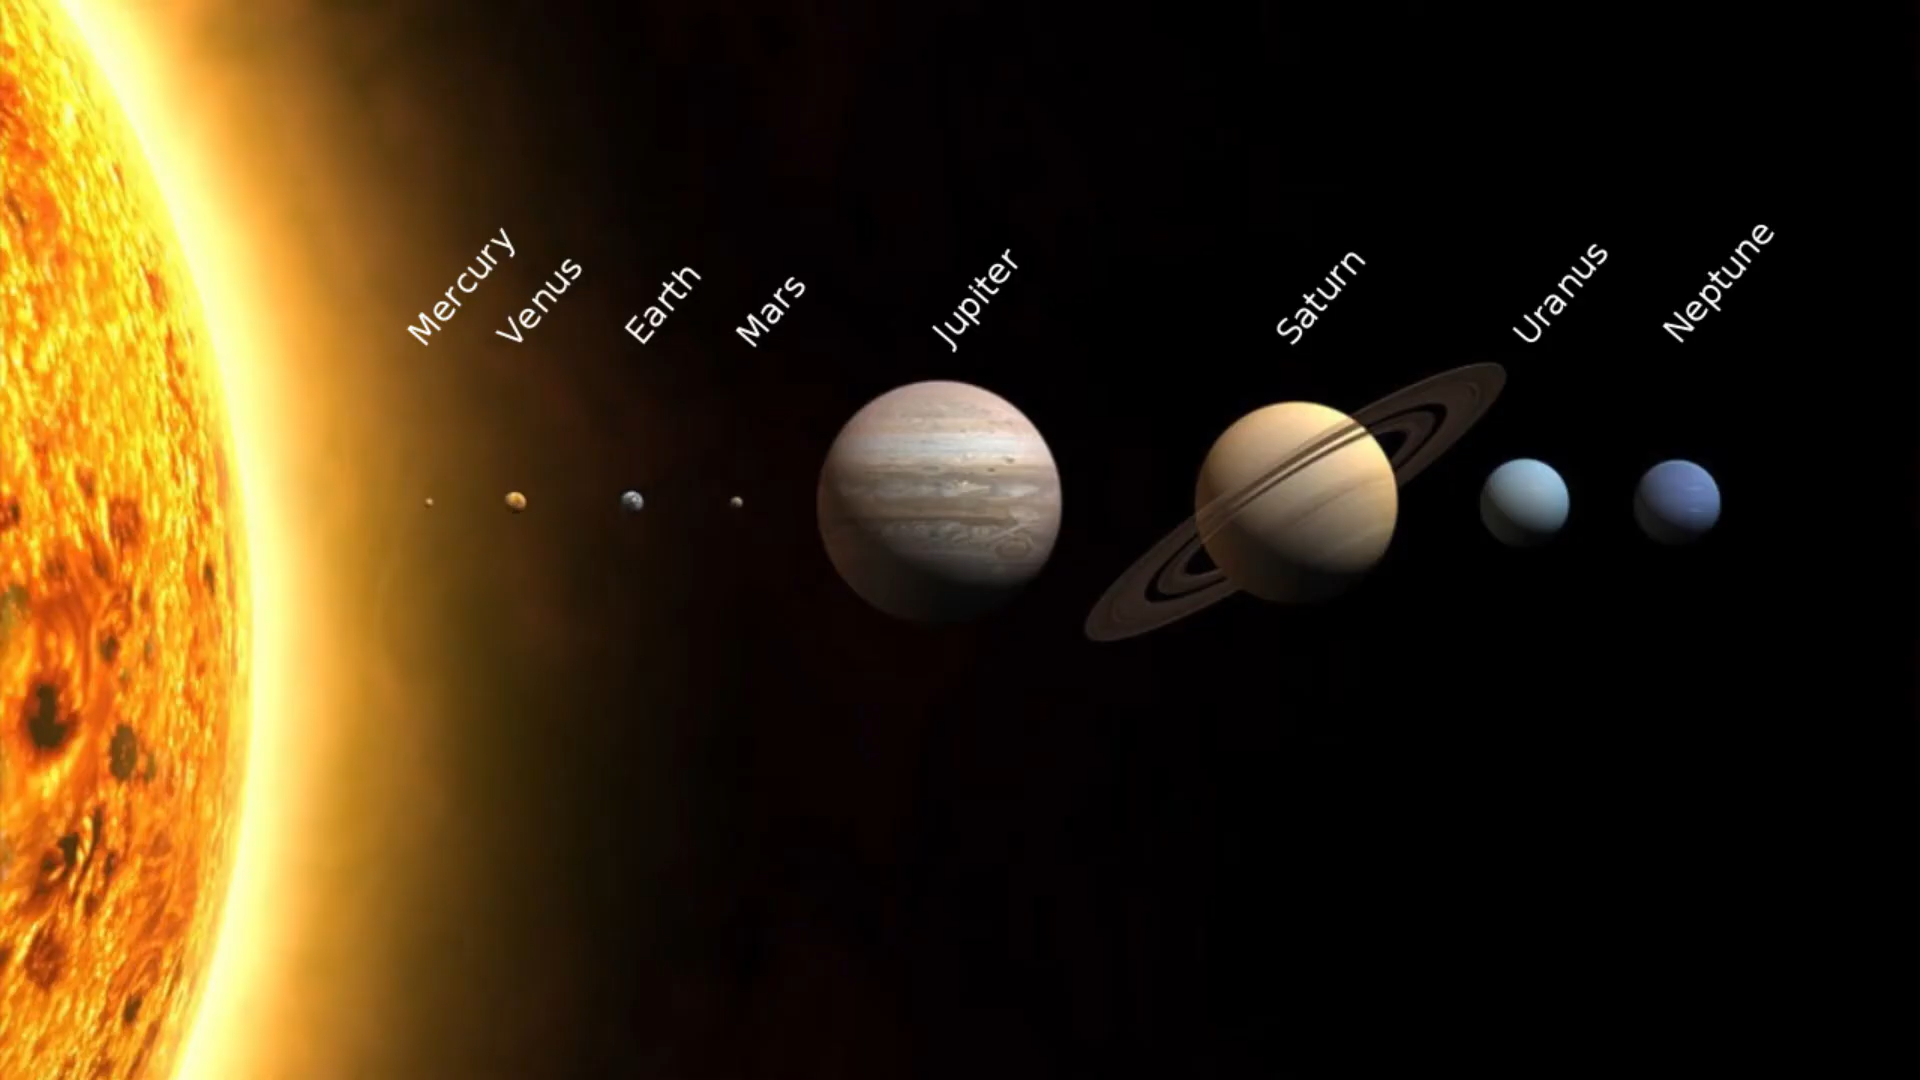 Mercury
Venus
Earth
Mars
Jupiter
Saturn
Uranus
Neptune